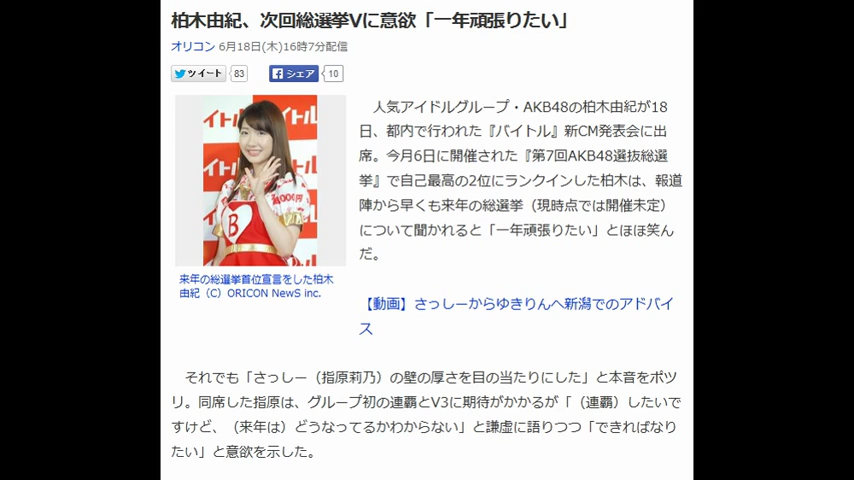 柏木由紀、次回総選挙Vに意欲「一年頑張りたい」
オリコン 6月18日(木)16時7分配信
ツイート 83 シェア 10
イトル
イトル
イトル
4000円
B
来年の総選挙首位宣言をした柏木
由紀（C）ORICON NewS inc.
人気アイドルグループ・AKB48の柏木由紀が18
日、都内で行われた『バイトル』新CM発表会に出
席。今月6日に開催された『第7回AKB48選抜総選
挙』で自己最高の2位にランクインした柏木は、報道
陣から早くも来年の総選挙（現時点では開催未定）
について聞かれると「一年頑張りたい」とほほ笑ん
だ。
【動画】さっしーからゆきりんへ新潟でのアドバイ
ス
それでも「さっしー（指原莉乃）の壁の厚さを目の当たりにした」と本音をポツ
リ。同席した指原は、グループ初の連覇とV3に期待がかかるが「（連覇）したいで
すけど、（来年は）どうなってるかわからない」と謙虚に語りつつ「できればなり
たい」と意欲を示した。